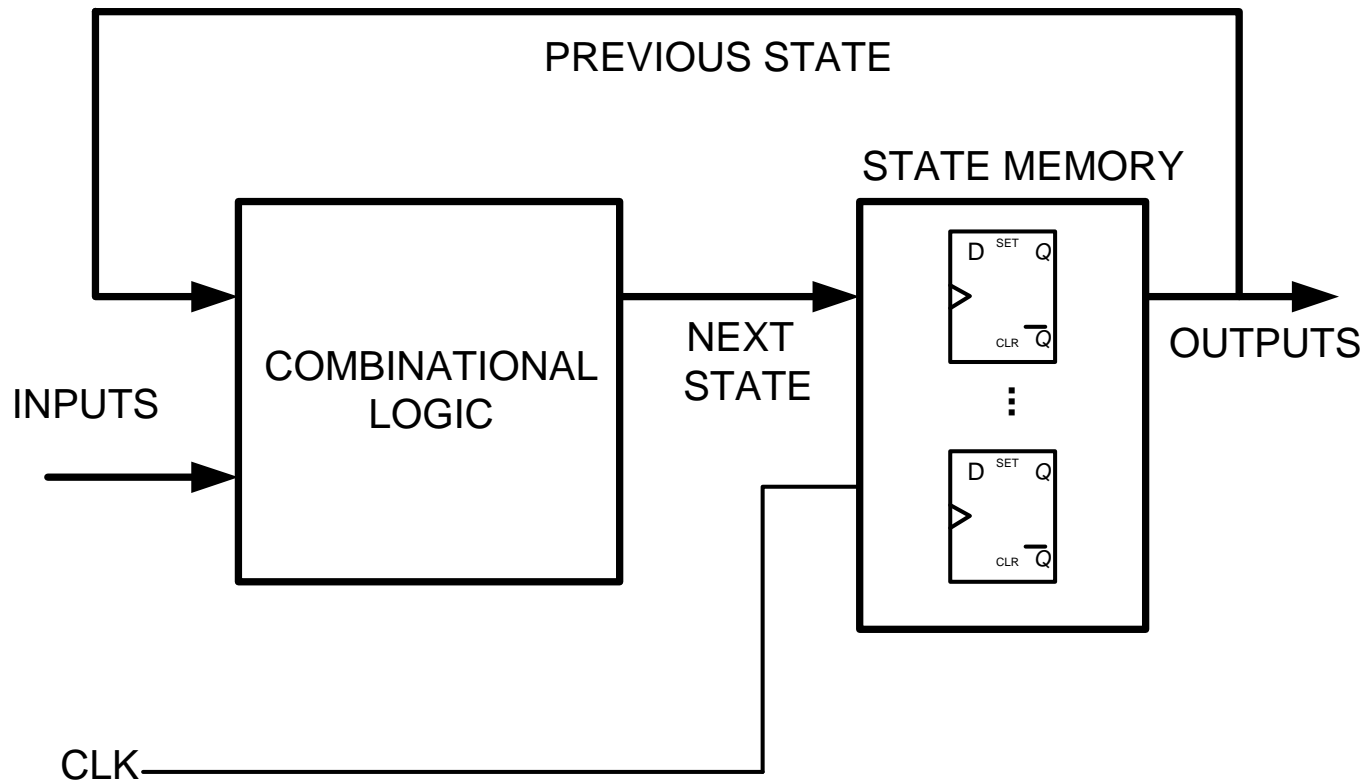 PREVIOUS STATE
STATE MEMORY
D SET Q
CLR Q̅
COMBINATIONAL
LOGIC
NEXT
STATE
OUTPUTS
INPUTS
⋮
D SET Q
CLR Q̅
CLK